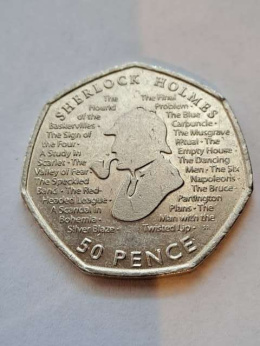 SHERLOCK HOLMES
The
Hound
of the
Baskervilles ·
The Sign of
the Four ·
A Study in
Scarlet · The
Valley of Fear ·
The Speckled
Band · The Red-
Headed League ·
A Scandal in
Bohemia ·
Silver Blaze ·
The Final
Problem ·
The Blue
Carbuncle ·
The Musgrave
Ritual · The
Empty House ·
The Dancing
Men · The Six
Napoleons ·
The Bruce-
Partington
Plans · The
Man with the
Twisted Lip ·
50 PENCE